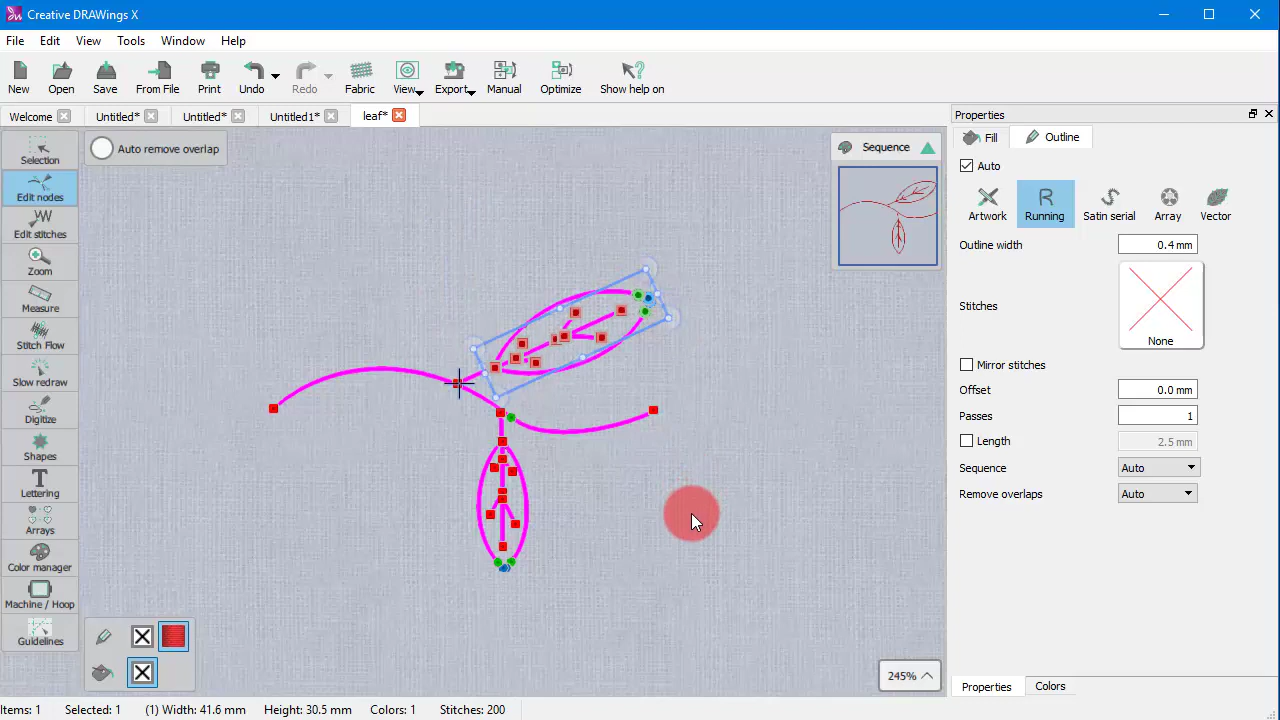 Creative DRAWings X
File Edit View Tools Window Help
New Open Save From File Print Undo Redo Fabric View Export Manual Optimize Show help on
Welcome Untitled* Untitled* Untitled1* leaf*
Properties
Selection
Edit nodes
Edit stitches
Zoom
Measure
Stitch Flow
Slow redraw
Digitize
Shapes
Lettering
Arrays
Color manager
Machine / Hoop
Guidelines
Auto remove overlap
Sequence
245%
Fill Outline
Auto
Artwork Running Satin serial Array Vector
Outline width 0.4 mm
Stitches
None
Mirror stitches
Offset 0.0 mm
Passes 1
Length 2.5 mm
Sequence Auto
Remove overlaps Auto
Properties Colors
Items: 1 Selected: 1 (1) Width: 41.6 mm Height: 30.5 mm Colors: 1 Stitches: 200